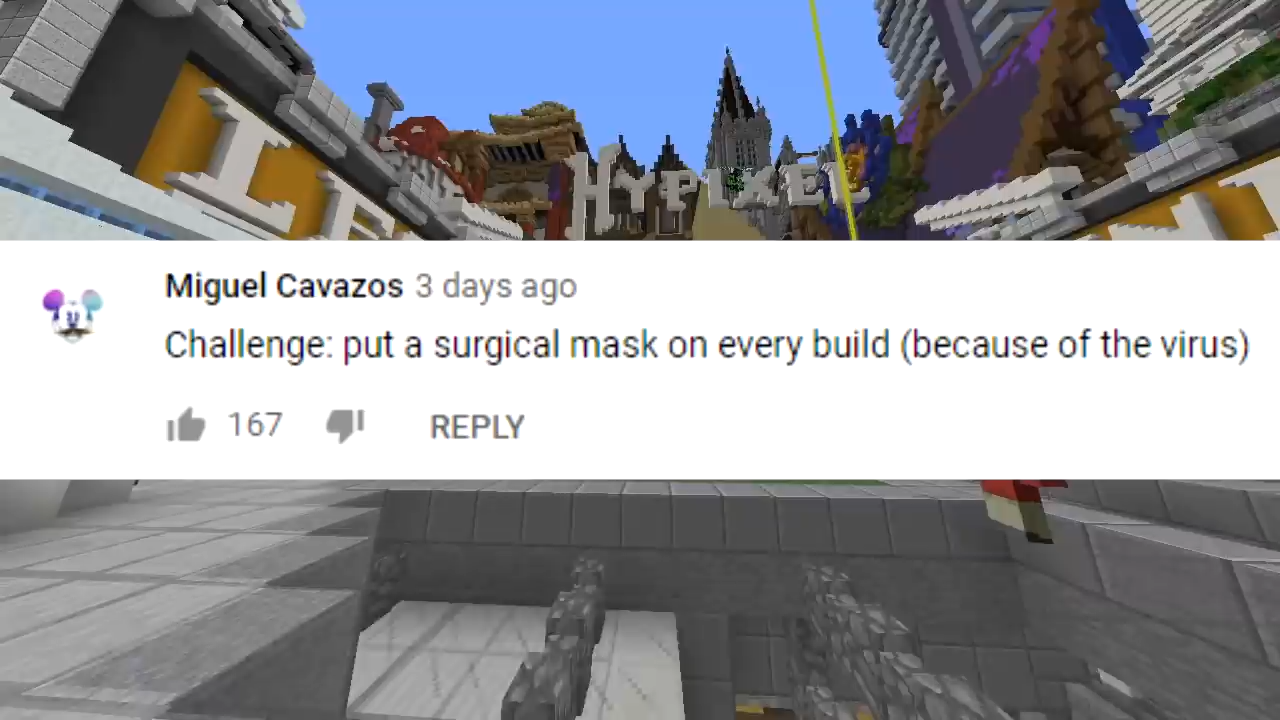 HYPIXEL
Miguel Cavazos 3 days ago
Challenge: put a surgical mask on every build (because of the virus)
167
REPLY